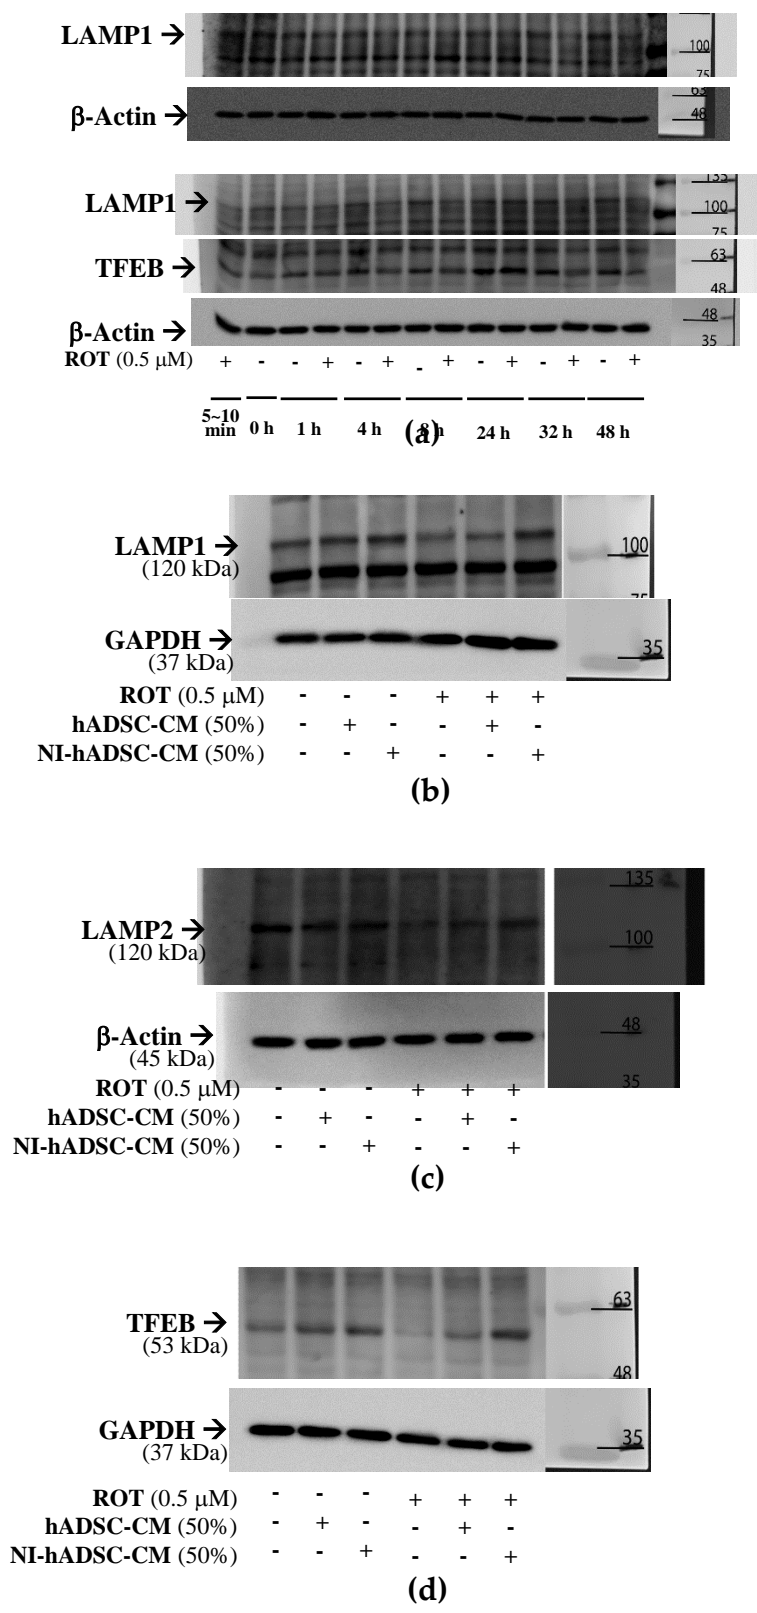 LAMP1 →
100
75
β-Actin →
63
48
LAMP1 →
135
100
75
TFEB →
63
48
β-Actin →
48
35
ROT (0.5 µM) + - - + - + - + - + - + - +
5~10 min 0 h 1 h 4 h 8 h 24 h 32 h 48 h
(a)
LAMP1 →
(120 kDa)
100
75
GAPDH →
(37 kDa)
35
ROT (0.5 µM) - - - + + +
hADSC-CM (50%) - + - - + -
NI-hADSC-CM (50%) - - + - - +
(b)
LAMP2 →
(120 kDa)
135
100
β-Actin →
(45 kDa)
48
35
ROT (0.5 µM) - - - + + +
hADSC-CM (50%) - + - - + -
NI-hADSC-CM (50%) - - + - - +
(c)
TFEB →
(53 kDa)
63
48
GAPDH →
(37 kDa)
35
ROT (0.5 µM) - - - + + +
hADSC-CM (50%) - + - - + -
NI-hADSC-CM (50%) - - + - - +
(d)